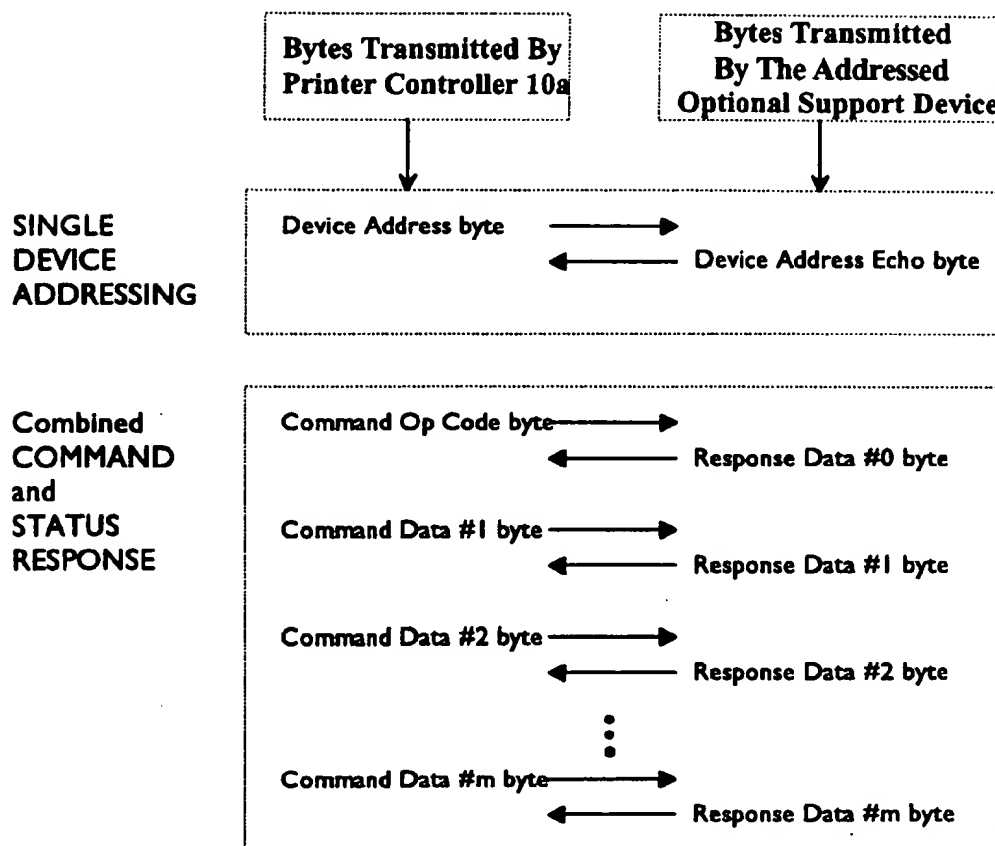 Bytes Transmitted By
Printer Controller 10a
Bytes Transmitted
By The Addressed
Optional Support Device
SINGLE
DEVICE
ADDRESSING
Device Address byte
Device Address Echo byte
Combined
COMMAND
and
STATUS
RESPONSE
Command Op Code byte
Response Data #0 byte
Command Data #1 byte
Response Data #1 byte
Command Data #2 byte
Response Data #2 byte
Command Data #m byte
Response Data #m byte